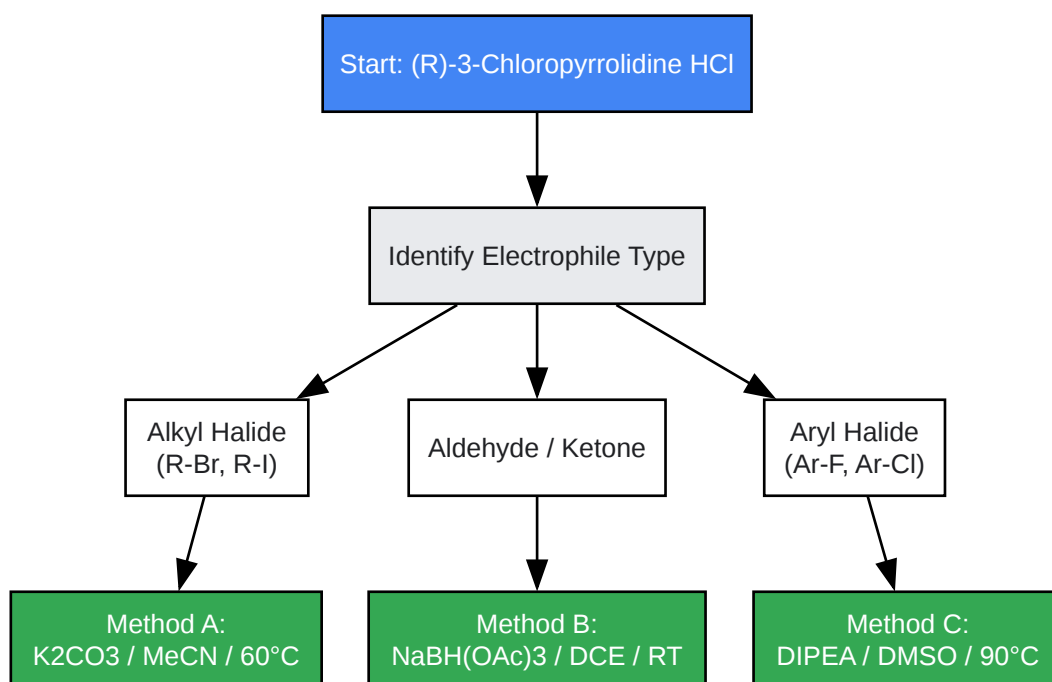 Start: (R)-3-Chloropyrrolidine HCl
Identify Electrophile Type
Alkyl Halide
(R-Br, R-I)
Aldehyde / Ketone
Aryl Halide
(Ar-F, Ar-Cl)
Method A:
K2CO3 / MeCN / 60°C
Method B:
NaBH(OAc)3 / DCE / RT
Method C:
DIPEA / DMSO / 90°C